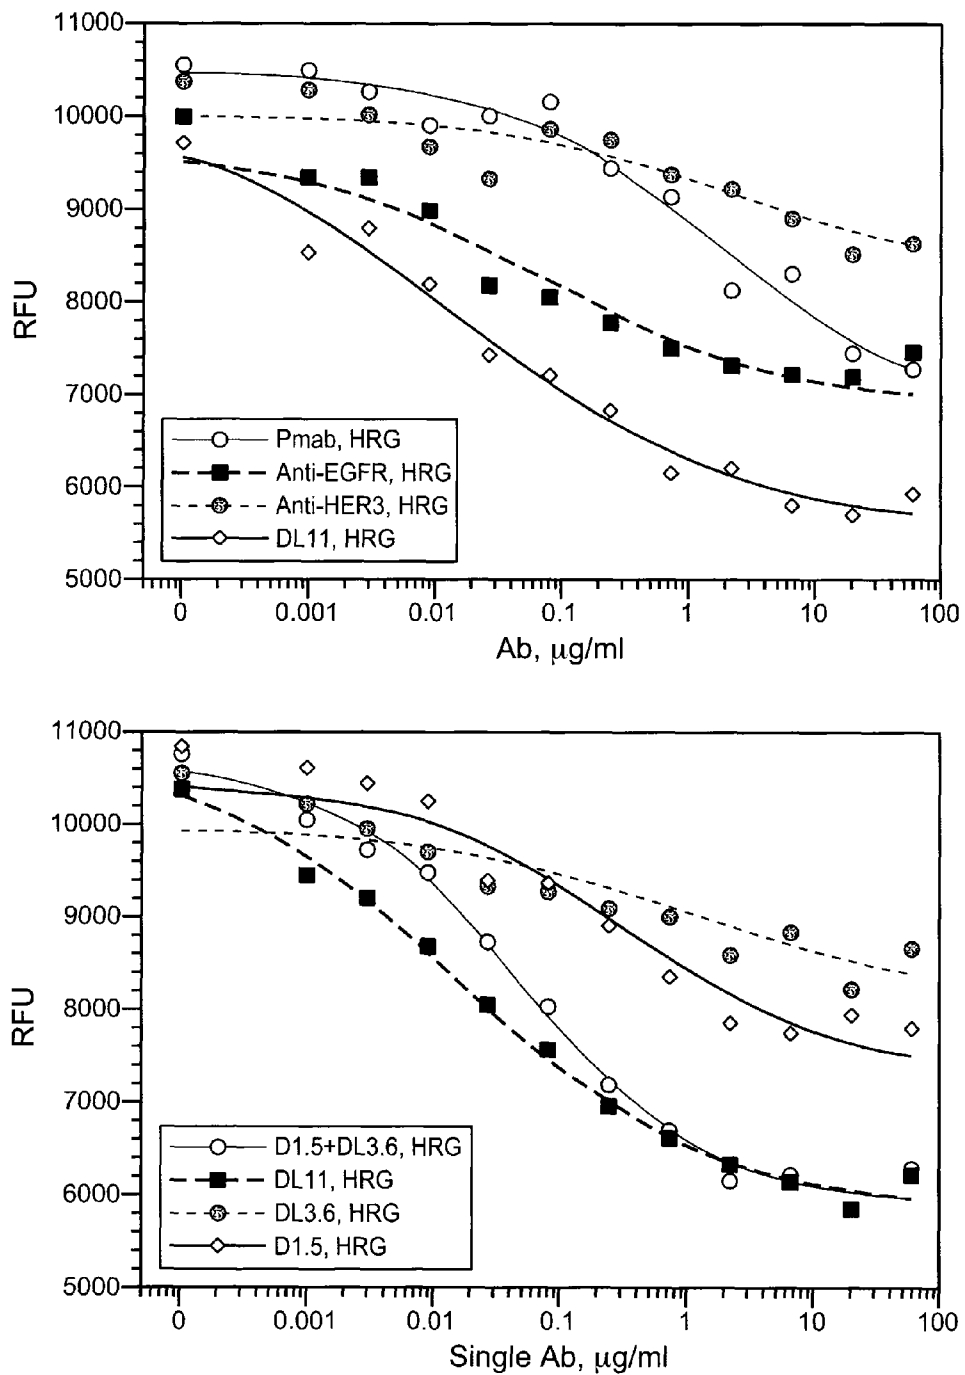 11000
10000
9000
8000
7000
6000
5000
RFU
Pmab, HRG
Anti-EGFR, HRG
Anti-HER3, HRG
DL11, HRG
0 0.001 0.01 0.1 1 10 100
Ab, µg/ml
11000
10000
9000
8000
7000
6000
5000
RFU
D1.5+DL3.6, HRG
DL11, HRG
DL3.6, HRG
D1.5, HRG
0 0.001 0.01 0.1 1 10 100
Single Ab, µg/ml